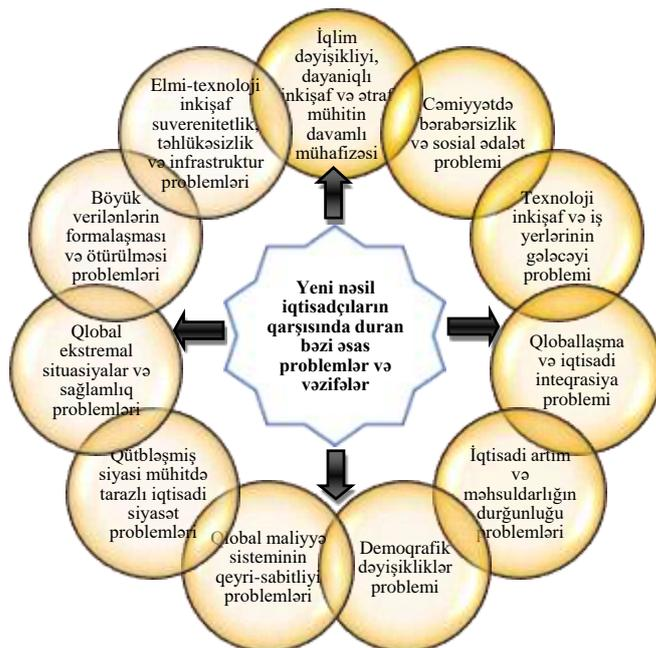 İqlim
dəyişikliyi,
dayanıqlı
inkişaf və ətraf
mühitin
davamlı
mühafizəsi
Cəmiyyətdə
bərabərsizlik
və sosial ədalət
problemi
Texnoloji
inkişaf və iş
yerlərinin
gələcəyi
problemi
Qloballaşma
və iqtisadi
inteqrasiya
problemi
İqtisadi artım
və
məhsuldarlığın
durğunluğu
problemləri
Demoqrafik
dəyişikliklər
problemi
Qlobal maliyyə
sisteminin
qeyri-sabitliyi
problemləri
Qütbləşmiş
siyasi mühitdə
tarazlı iqtisadi
siyasət
problemləri
Qlobal
ekstremal
situasiyalar və
sağlamlıq
problemləri
Böyük
verilənlərin
formalaşması
və ötürülməsi
problemləri
Elmi-texnoloji
inkişaf
suverenitetlik,
təhlükəsizlik
və infrastruktur
problemləri
Yeni nəsil
iqtisadçıların
qarşısında duran
bəzi əsas
problemlər və
vəzifələr